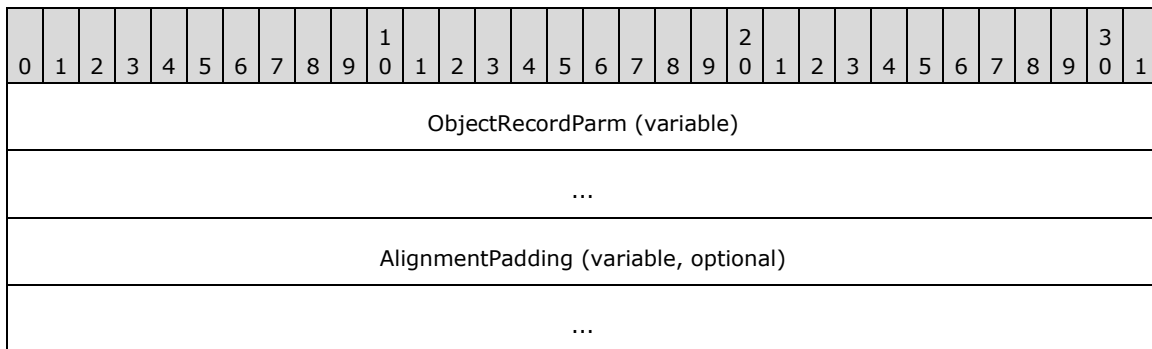 1 2 3
0 1 2 3 4 5 6 7 8 9 0 1 2 3 4 5 6 7 8 9 0 1 2 3 4 5 6 7 8 9 0 1
ObjectRecordParm (variable)
...
AlignmentPadding (variable, optional)
...